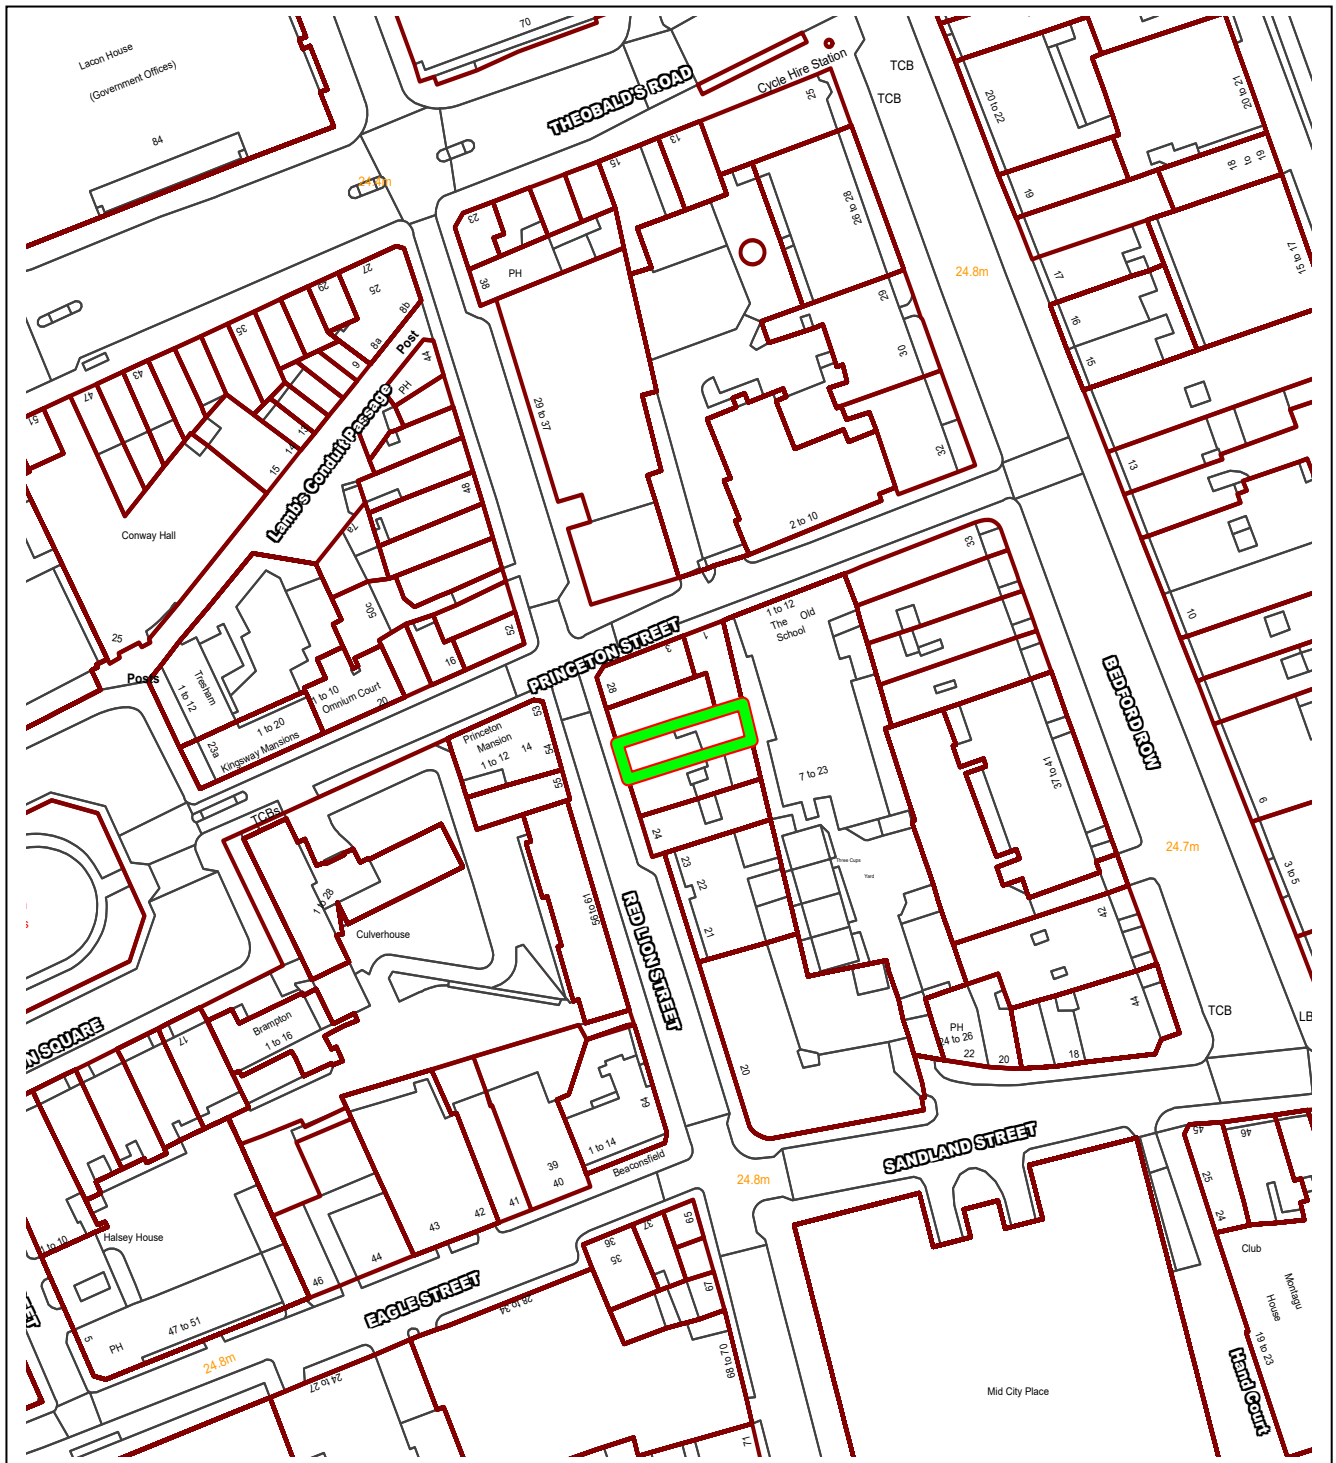 Lacon House
(Government Offices)
84
70
THEOBALD'S ROAD
Cycle Hire Station
TCB
TCB
25
20 to 22
20 to 21
19 to 18
19
15 to 17
17
16
15
13
10
6
3 to 5
24.4m
24.8m
23
15
13
38
PH
26 to 28
29
30
32
29 to 37
2 to 10
27
25
29
35
43
47
51
8b
8a
9
13
14
15
Post
44
PH
48
Lamb's Conduit Passage
7a
Conway Hall
25
Posts
50c
52
16
Tresham
1 to 12
1 to 10
Omnium Court
20
1 to 20
Kingsway Mansions
23a
PRINCETON STREET
1 to 12
The Old
School
1
3
28
33
BEDFORD ROW
37 to 41
7 to 23
Three Cups
Yard
24
23
22
21
20
Princeton
Mansion
1 to 12
14
53
54
55
56 to 61
TCBs
1 to 28
Culverhouse
RED LION STREET
24.7m
42
44
PH
24 to 26
22
20
18
TCB
LB
N SQUARE
17
Brampton
1 to 16
64
1 to 14
Beaconsfield
39
40
41
42
43
44
46
SANDLAND STREET
24.8m
45
46
25
24
Club
Montagu
House
19 to 23
Hand Court
Halsey House
1 to 10
5
PH
47 to 51
24.8m
EAGLE STREET
36
35
37
65
67
28 to 34
24 to 27
68 to 70
71
Mid City Place